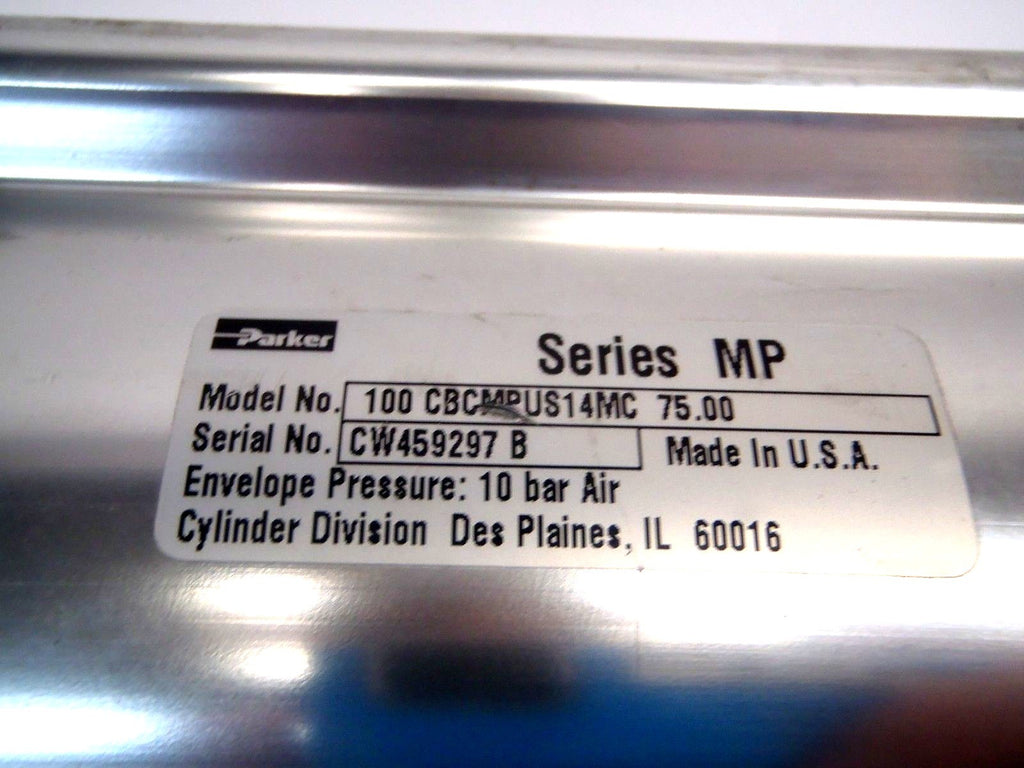 Parker
Series MP
Model No. 100 CBCMPUS14MC 75.00
Serial No. CW459297 B Made In U.S.A.
Envelope Pressure: 10 bar Air
Cylinder Division Des Plaines, IL 60016